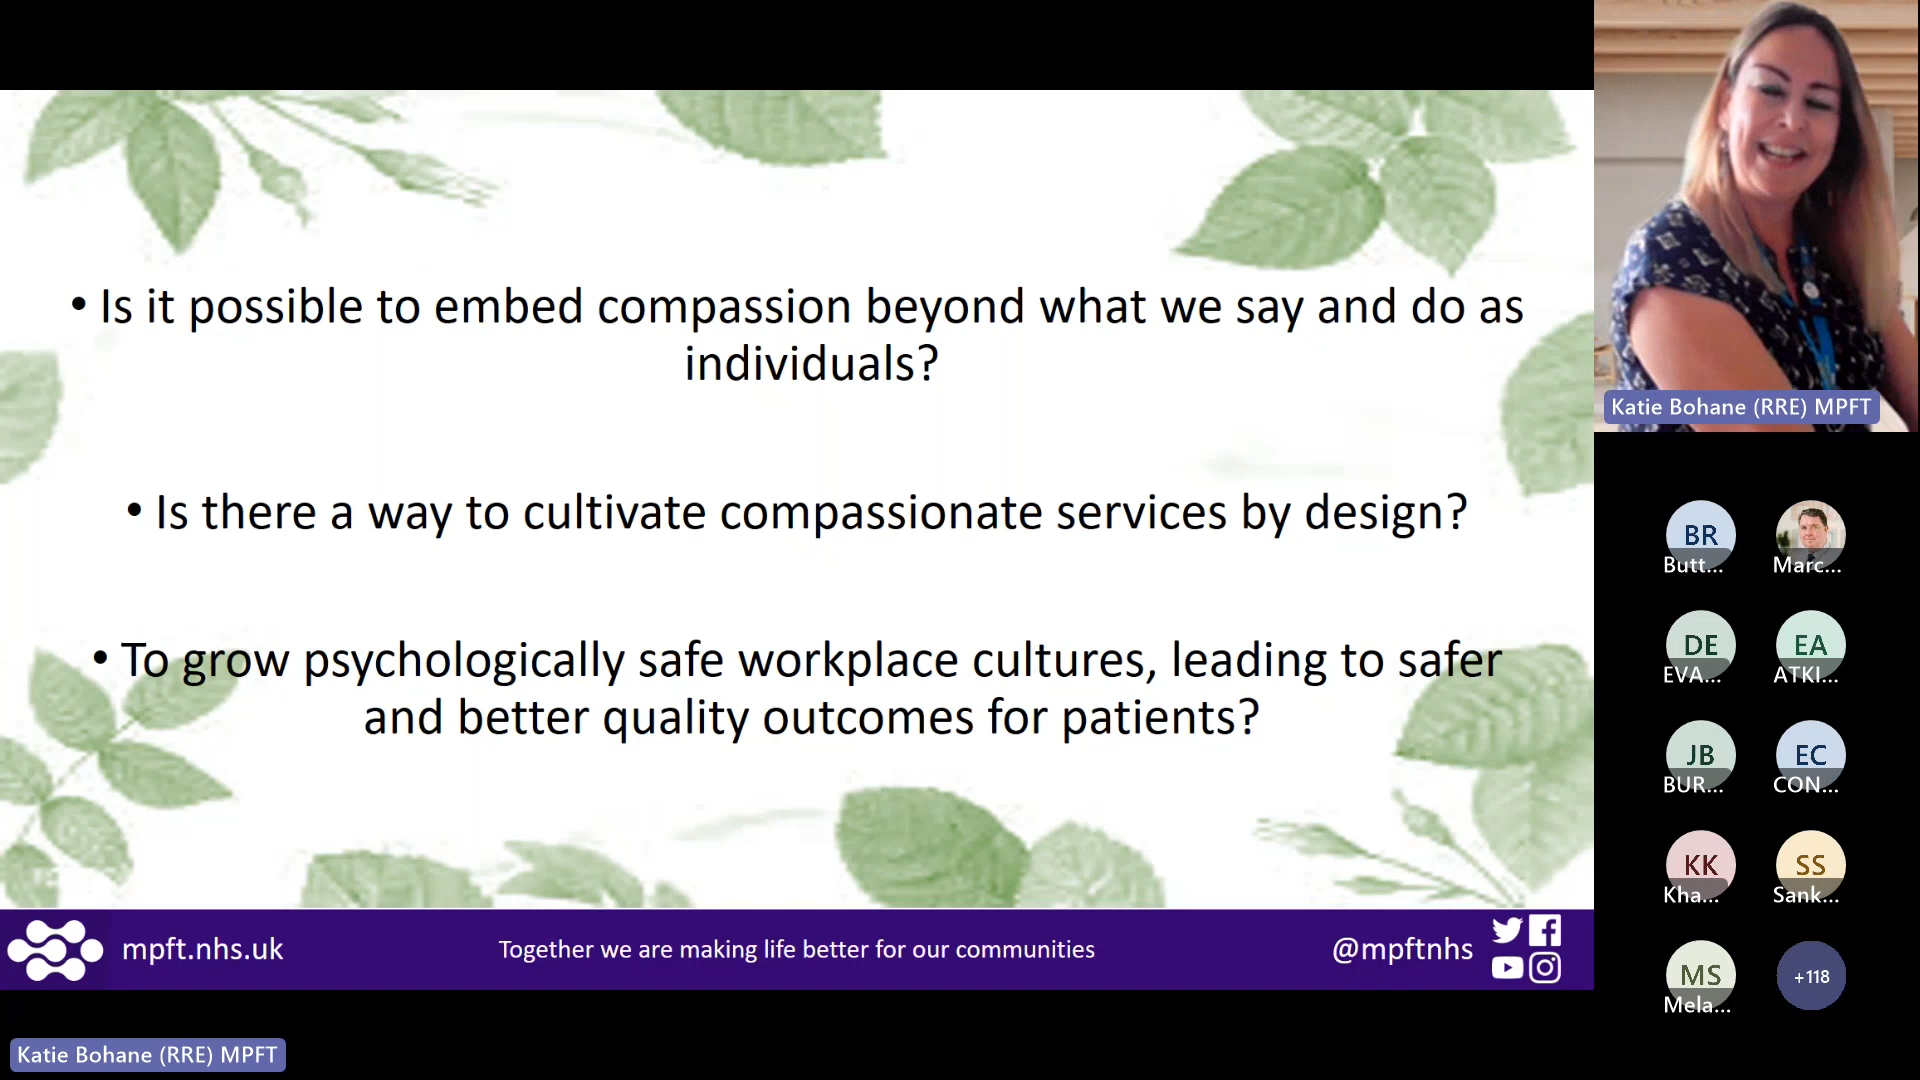 • Is it possible to embed compassion beyond what we say and do as
individuals?
• Is there a way to cultivate compassionate services by design?
• To grow psychologically safe workplace cultures, leading to safer
and better quality outcomes for patients?
mpft.nhs.uk
Together we are making life better for our communities
@mpftnhs
Katie Bohane (RRE) MPFT
Katie Bohane (RRE) MPFT
BR
Butt...
Marc...
DE
EVA...
EA
ATKI...
JB
BUR...
EC
CON...
KK
Kha...
SS
Sank...
MS
Mela...
+118